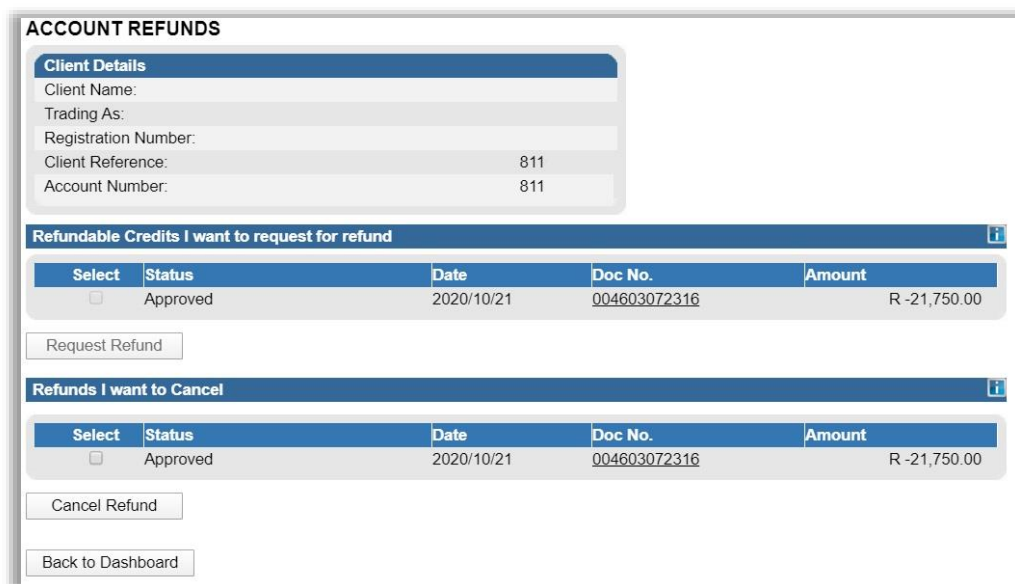 ACCOUNT REFUNDS
Client Details
Client Name:
Trading As:
Registration Number:
Client Reference: 811
Account Number: 811
Refundable Credits I want to request for refund i
Select Status Date Doc No. Amount
Approved 2020/10/21 004603072316 R -21,750.00
Request Refund
Refunds I want to Cancel i
Select Status Date Doc No. Amount
Approved 2020/10/21 004603072316 R -21,750.00
Cancel Refund
Back to Dashboard